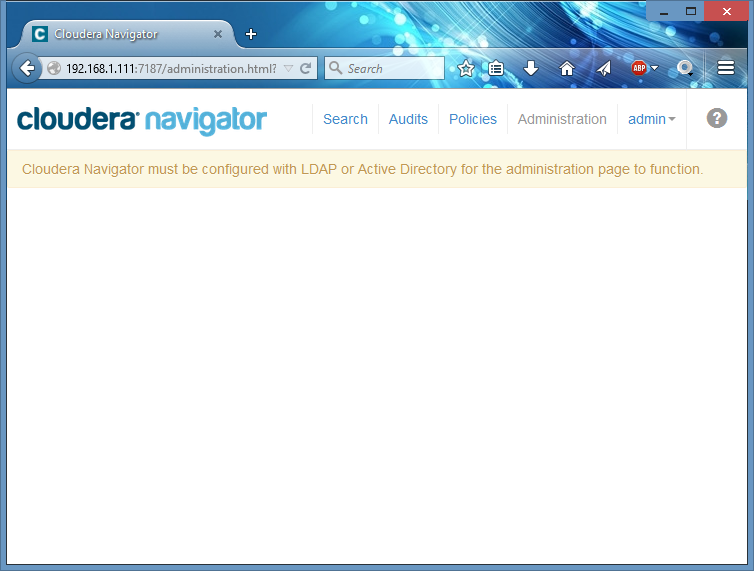 Cloudera Navigator
192.168.1.111:7187/administration.html?
Search
ABP
cloudera navigator
Search
Audits
Policies
Administration
admin
Cloudera Navigator must be configured with LDAP or Active Directory for the administration page to function.